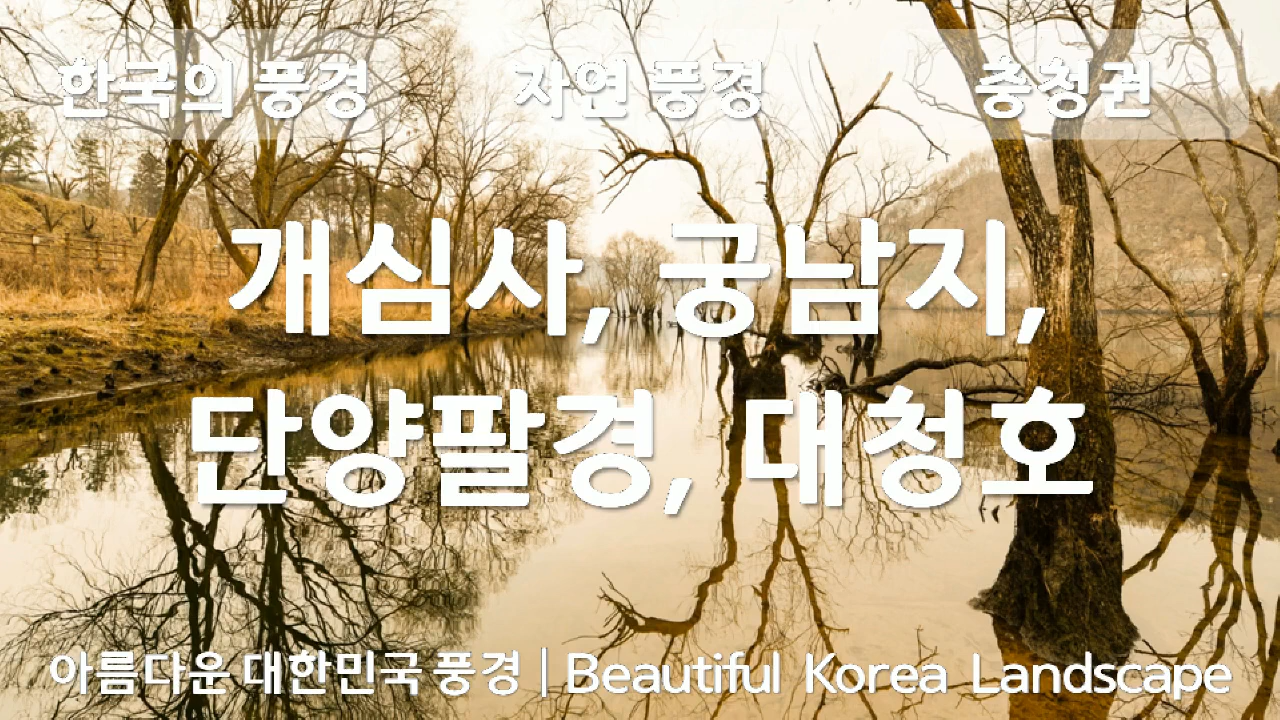 한국의 풍경 자연 풍경 충청권
개심사, 궁남지,
단양팔경, 대청호
아름다운 대한민국 풍경 | Beautiful Korea Landscape